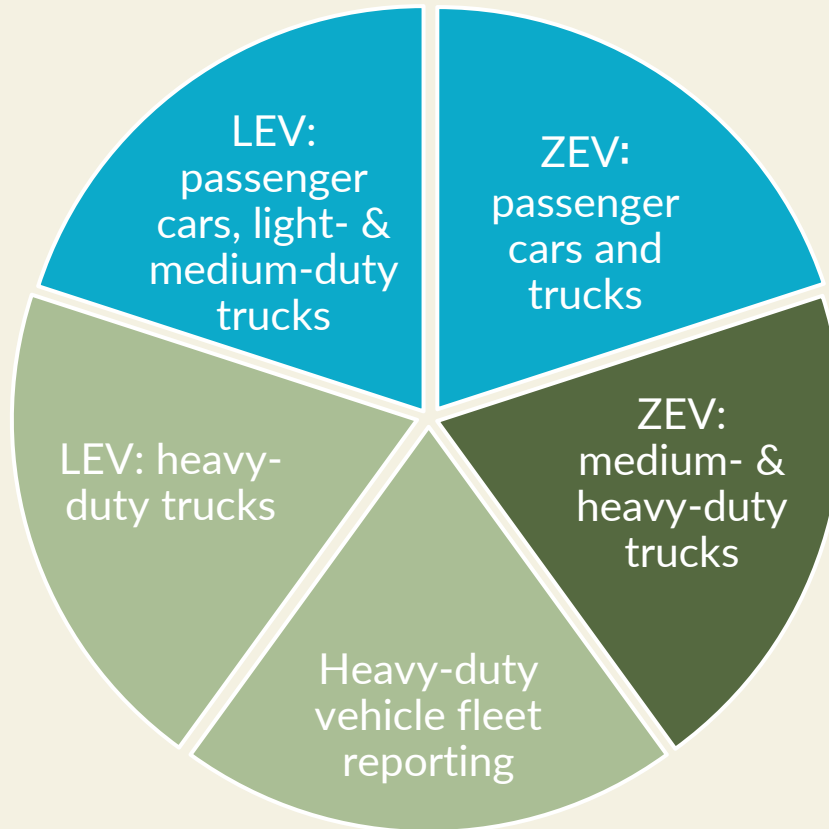 LEV:
passenger
cars, light- &
medium-duty
trucks
ZEV:
passenger
cars and
trucks
ZEV:
medium- &
heavy-duty
trucks
Heavy-duty
vehicle fleet
reporting
LEV: heavy-
duty trucks